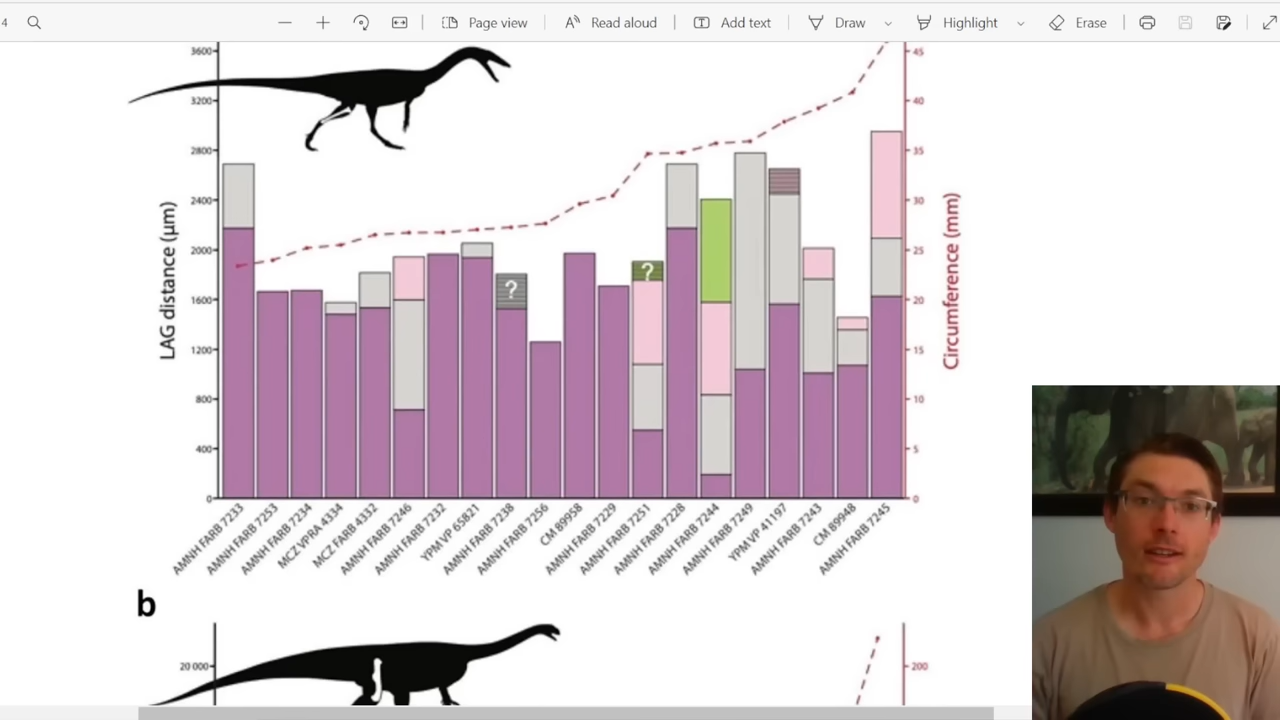 4
Page view
Read aloud
Add text
Draw
Highlight
Erase
3600
3200
2800
2400
2000
1600
1200
800
400
0
LAG distance (µm)
45
40
35
30
25
20
15
10
5
0
Circumference (mm)
?
?
AMNH FARB 7233
AMNH FARB 7253
AMNH FARB 7234
MCZ VPRA 4334
MCZ FARB 4332
AMNH FARB 7246
AMNH FARB 7232
YPM VP 65821
AMNH FARB 7238
AMNH FARB 7256
CM 89958
AMNH FARB 7229
AMNH FARB 7251
AMNH FARB 7228
AMNH FARB 7244
AMNH FARB 7249
YPM VP 41197
AMNH FARB 7243
CM 89948
AMNH FARB 7245
b
20 000
200